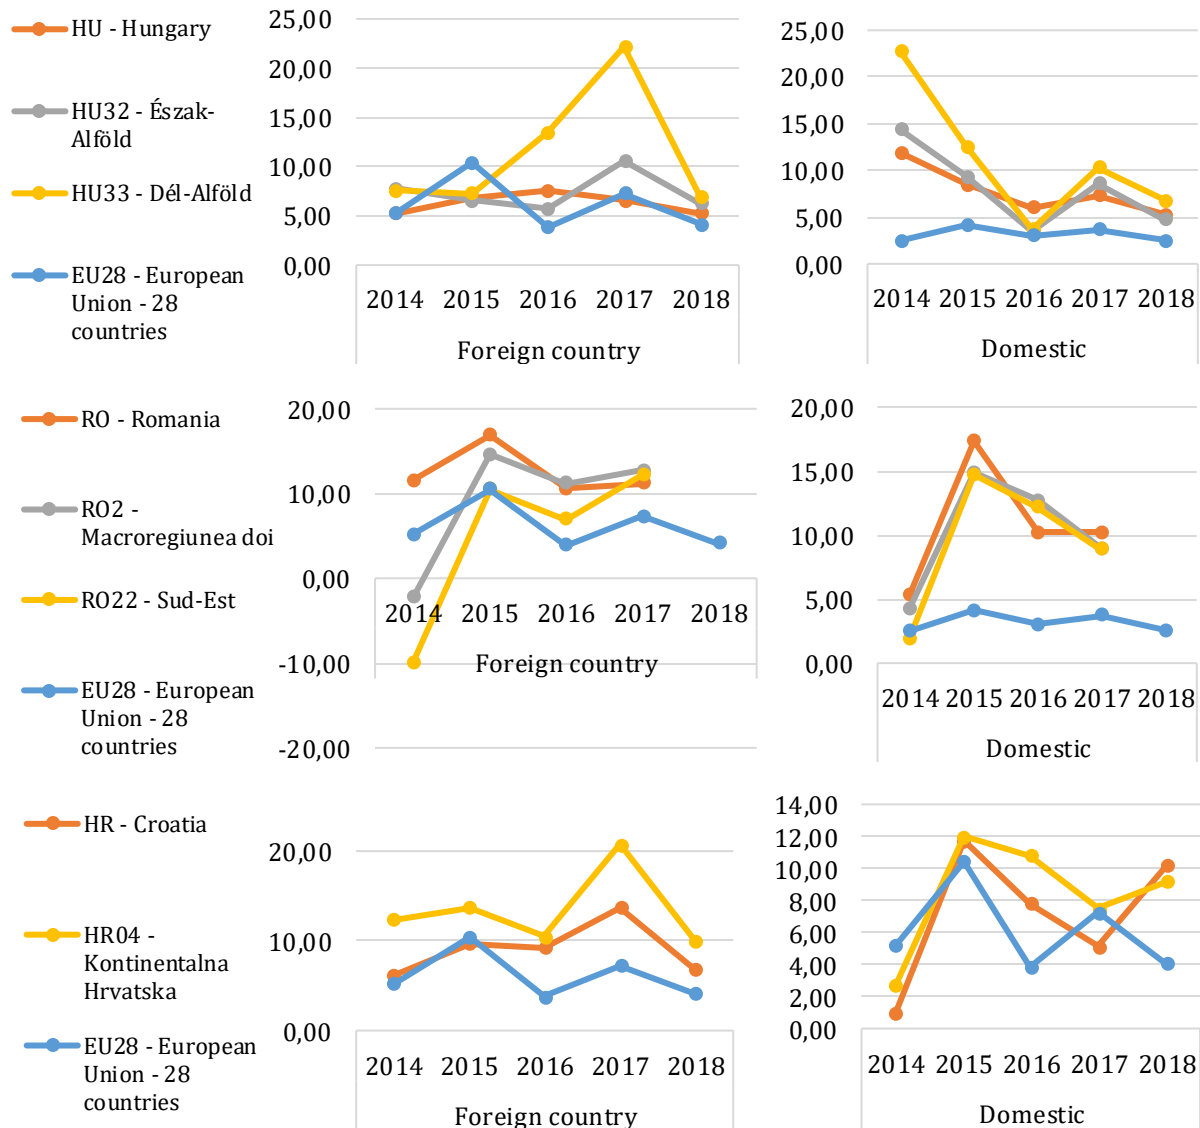 HU - Hungary
HU32 - Észak-
Alföld
HU33 - Dél-Alföld
EU28 - European
Union - 28
countries
25,00
20,00
15,00
10,00
5,00
0,00
2014 2015 2016 2017 2018
Foreign country
25,00
20,00
15,00
10,00
5,00
0,00
2014 2015 2016 2017 2018
Domestic
RO - Romania
RO2 -
Macroregiunea doi
RO22 - Sud-Est
EU28 - European
Union - 28
countries
20,00
10,00
0,00
-10,00
-20,00
2014 2015 2016 2017 2018
Foreign country
20,00
15,00
10,00
5,00
0,00
2014 2015 2016 2017 2018
Domestic
HR - Croatia
HR04 -
Kontinentalna
Hrvatska
EU28 - European
Union - 28
countries
20,00
10,00
0,00
2014 2015 2016 2017 2018
Foreign country
14,00
12,00
10,00
8,00
6,00
4,00
2,00
0,00
2014 2015 2016 2017 2018
Domestic